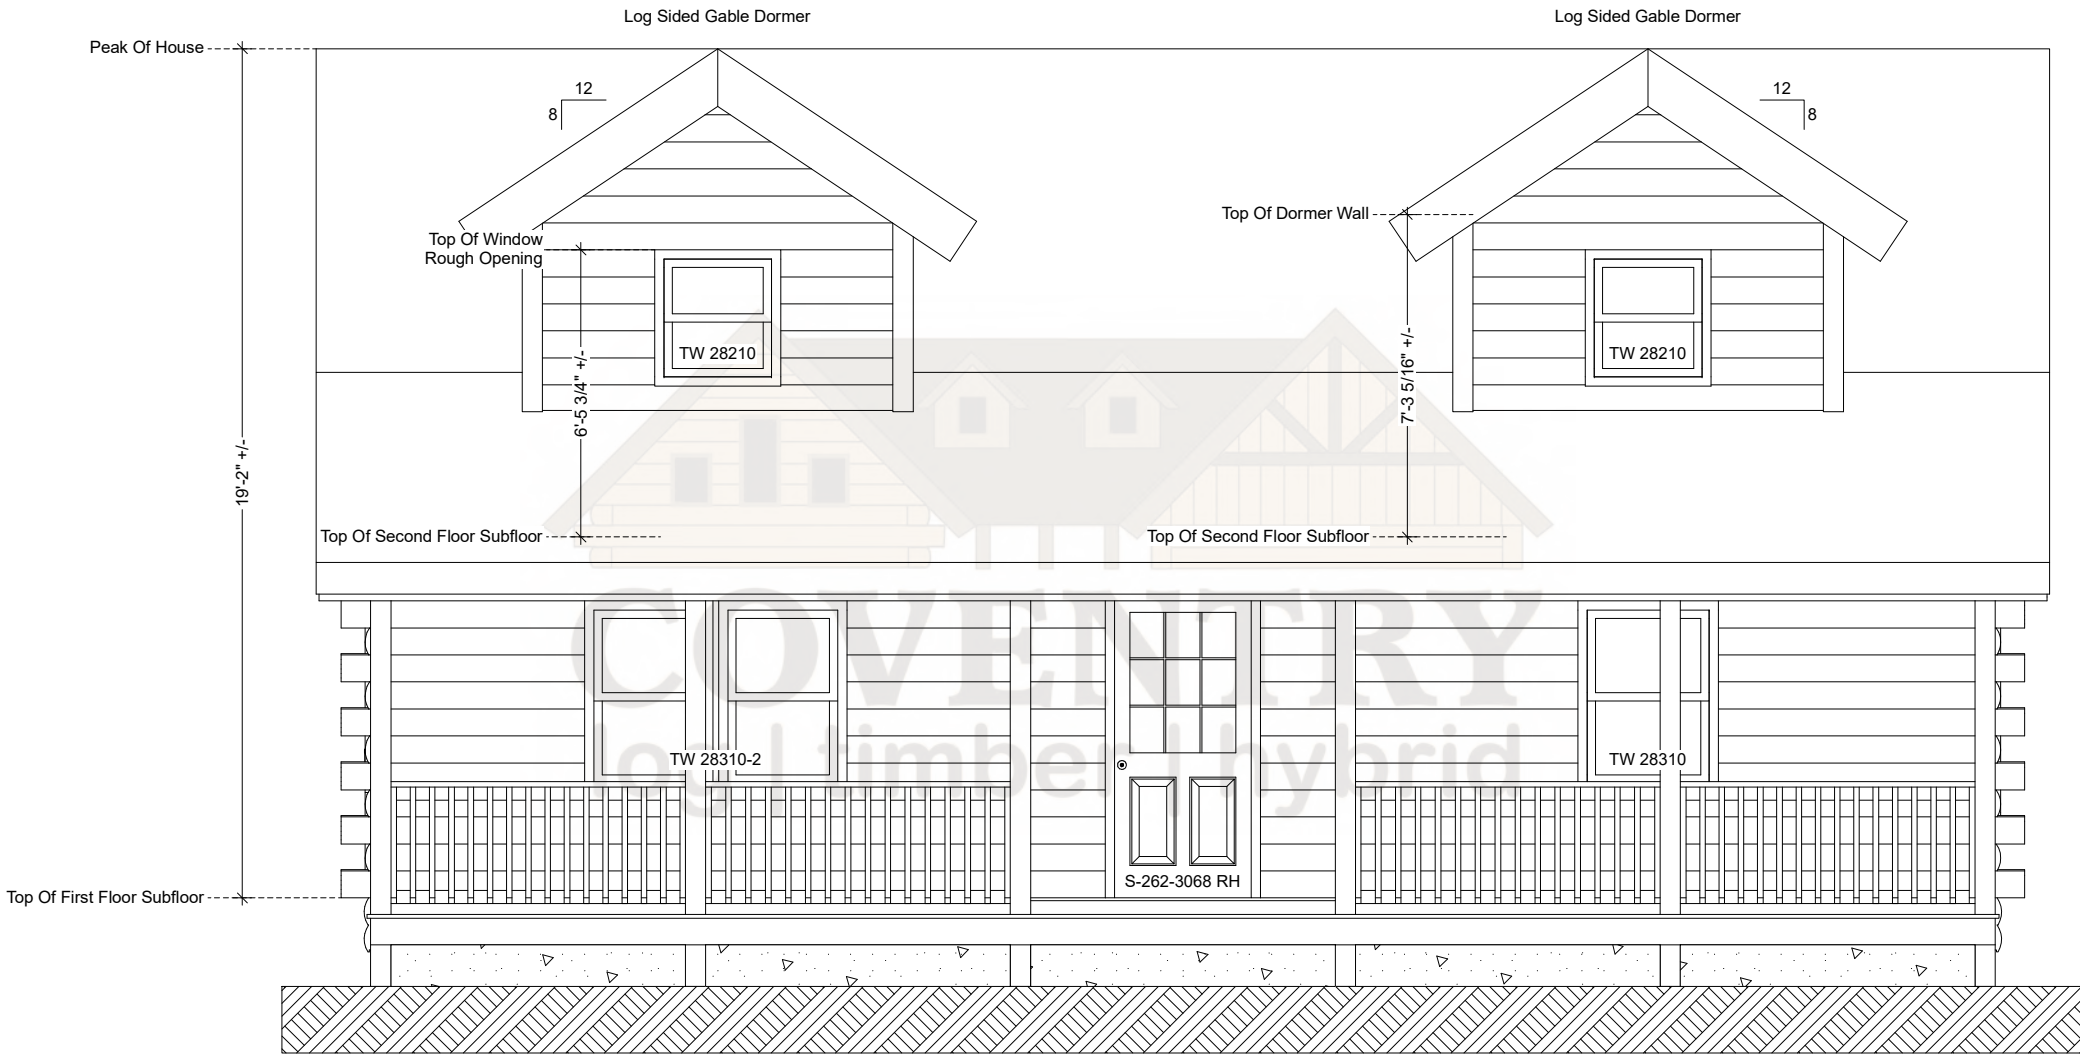 Log Sided Gable Dormer
Log Sided Gable Dormer
Peak Of House
12
8
12
8
Top Of Dormer Wall
Top Of Window
Rough Opening
TW 28210
TW 28210
6'-5 3/4" +/-
7'-3 5/16" +/-
19'-2" +/-
Top Of Second Floor Subfloor
Top Of Second Floor Subfloor
COVENTRY
log | timber | hybrid
TW 28310-2
TW 28310
S-262-3068 RH
Top Of First Floor Subfloor